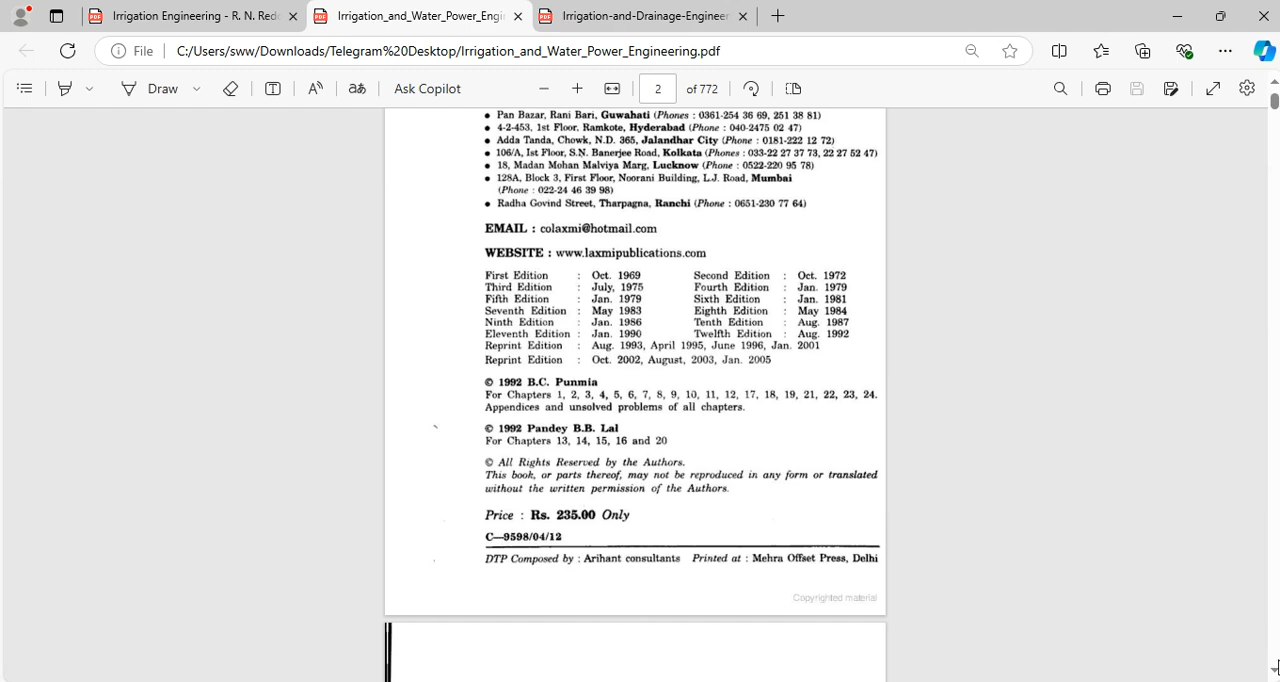 Irrigation Engineering - R. N. Red
Irrigation_and_Water_Power_Engi
Irrigation-and-Drainage-Engineer
File
C:/Users/sww/Downloads/Telegram%20Desktop/Irrigation_and_Water_Power_Engineering.pdf
Draw
Ask Copilot
2 of 772
• Pan Bazar, Rani Bari, Guwahati (Phones : 0361-254 36 69, 251 38 81)
• 4-2-453, 1st Floor, Ramkote, Hyderabad (Phone : 040-2475 02 47)
• Adda Tanda, Chowk, N.D. 365, Jalandhar City (Phone : 0181-222 12 72)
• 106/A, Ist Floor, S.N. Banerjee Road, Kolkata (Phones : 033-22 27 37 73, 22 27 52 47)
• 18, Madan Mohan Malviya Marg, Lucknow (Phone : 0522-220 95 78)
• 128A, Block 3, First Floor, Noorani Building, L.J. Road, Mumbai
(Phone : 022-24 46 39 98)
• Radha Govind Street, Tharpagna, Ranchi (Phone : 0651-230 77 64)
EMAIL : colaxmi@hotmail.com
WEBSITE : www.laxmipublications.com
First Edition : Oct. 1969 Second Edition : Oct. 1972
Third Edition : July, 1975 Fourth Edition : Jan. 1979
Fifth Edition : Jan. 1979 Sixth Edition : Jan. 1981
Seventh Edition : May 1983 Eighth Edition : May 1984
Ninth Edition : Jan. 1986 Tenth Edition : Aug. 1987
Eleventh Edition : Jan. 1990 Twelfth Edition : Aug. 1992
Reprint Edition : Aug. 1993, April 1995, June 1996, Jan. 2001
Reprint Edition : Oct. 2002, August, 2003, Jan. 2005
© 1992 B.C. Punmia
For Chapters 1, 2, 3, 4, 5, 6, 7, 8, 9, 10, 11, 12, 17, 18, 19, 21, 22, 23, 24.
Appendices and unsolved problems of all chapters.
© 1992 Pandey B.B. Lal
For Chapters 13, 14, 15, 16 and 20
© All Rights Reserved by the Authors.
This book, or parts thereof, may not be reproduced in any form or translated
without the written permission of the Authors.
Price : Rs. 235.00 Only
C—9598/04/12
DTP Composed by : Arihant consultants Printed at : Mehra Offset Press, Delhi
Copyrighted material